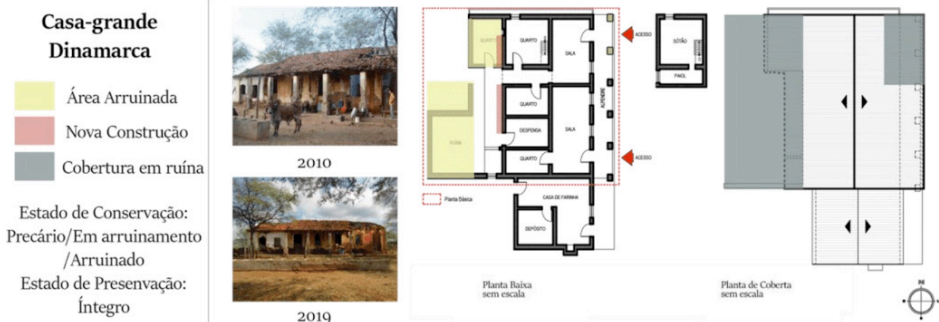 Casa-grande
Dinamarca
Área Arruinada
Nova Construção
Cobertura em ruína
Estado de Conservação:
Precário/Em arruinamento
/Arruinado
Estado de Presenvação:
Íntegro
2010
2019
QUARTO
QUARTO
SALA
ACESSO
ALPENDRE
QUARTO
DESPENSA
SALA
QUARTO
ACESSO
Planta Básica
CASA DE FARINHA
DEPÓSITO
SÓTÃO
PAIOL
Planta Baixa
sem escala
Planta de Coberta
sem escala
N